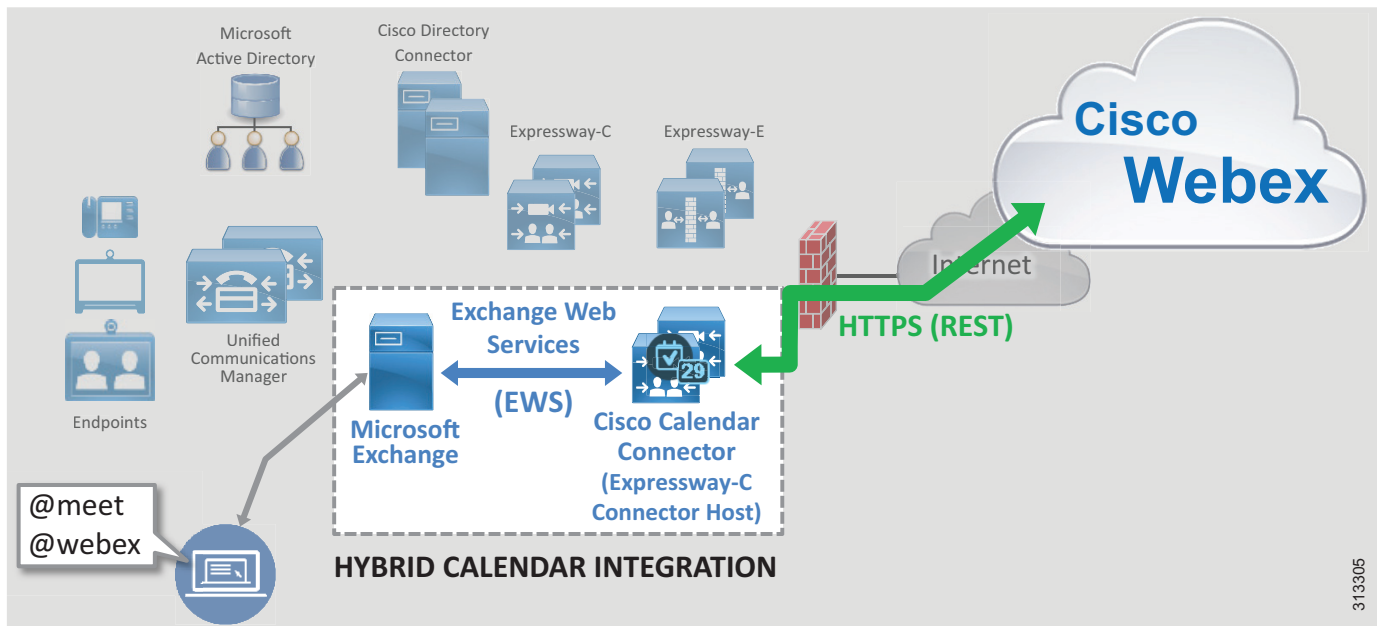 Microsoft
Active Directory
Cisco Directory
Connector
Expressway-C
Expressway-E
Cisco
Webex
Internet
HTTPS (REST)
Endpoints
Unified
Communications
Manager
Exchange Web
Services
(EWS)
29
Microsoft
Exchange
Cisco Calendar
Connector
(Expressway-C
Connector Host)
@meet
@webex
HYBRID CALENDAR INTEGRATION
313305